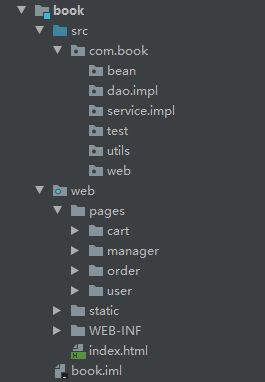 book
src
com.book
bean
dao.impl
service.impl
test
utils
web
web
pages
cart
manager
order
user
static
WEB-INF
index.html
book.iml